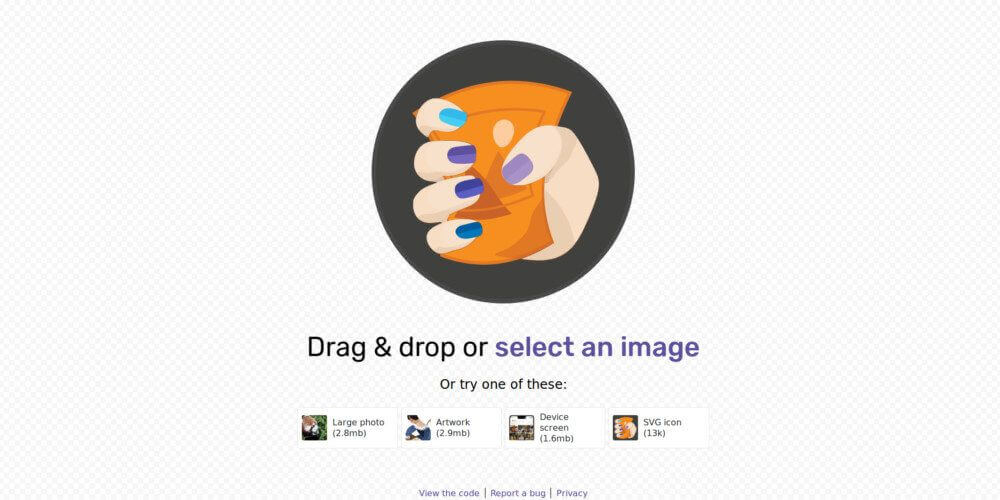 Drag & drop or select an image
Or try one of these:
Large photo
(2.8mb)
Artwork
(2.9mb)
Device
screen
(1.6mb)
SVG icon
(13k)
View the code | Report a bug | Privacy